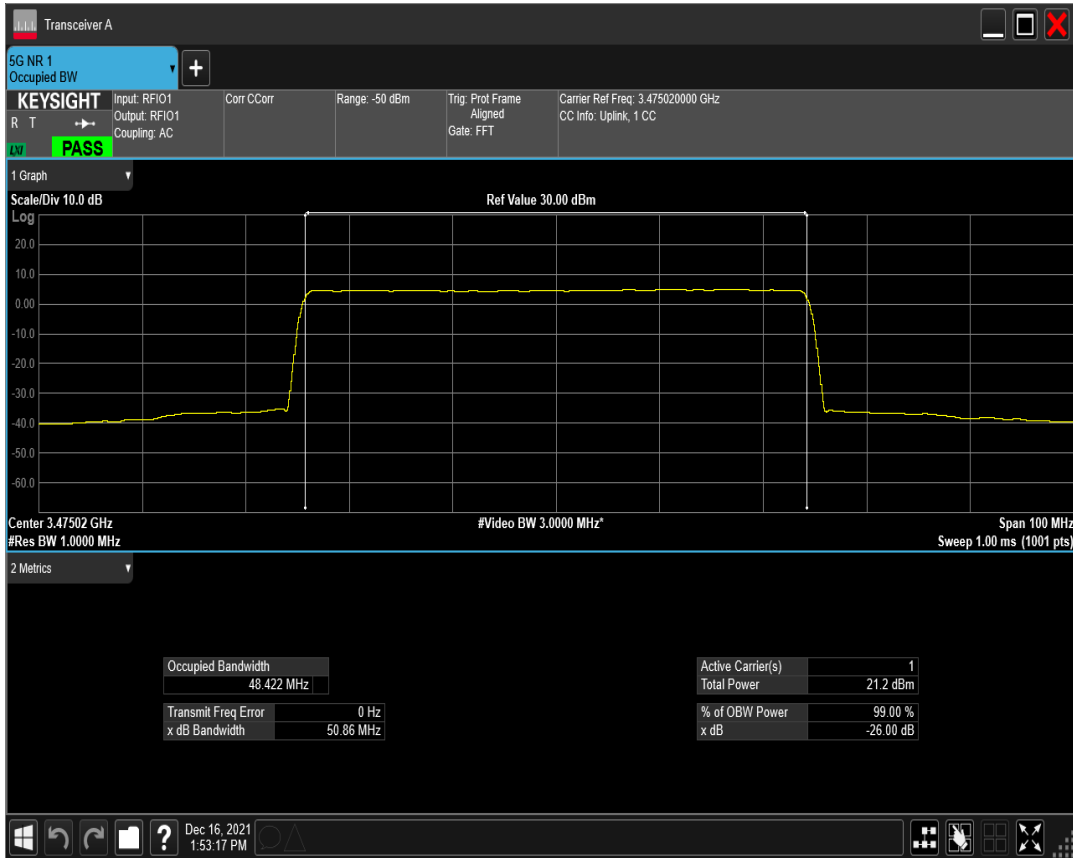 Transceiver A
5G NR 1
Occupied BW
KEYSIGHT
R T
LXI
PASS
Input: RFIO1
Output: RFIO1
Coupling: AC
Corr CCorr
Range: -50 dBm
Trig: Prot Frame
Aligned
Gate: FFT
Carrier Ref Freq: 3.475020000 GHz
CC Info: Uplink, 1 CC
1 Graph
Scale/Div 10.0 dB
Ref Value 30.00 dBm
Log
20.0
10.0
0.00
-10.0
-20.0
-30.0
-40.0
-50.0
-60.0
Center 3.47502 GHz
#Video BW 3.0000 MHz*
Span 100 MHz
#Res BW 1.0000 MHz
Sweep 1.00 ms (1001 pts)
2 Metrics
Occupied Bandwidth
48.422 MHz
Transmit Freq Error 0 Hz
x dB Bandwidth 50.86 MHz
Active Carrier(s) 1
Total Power 21.2 dBm
% of OBW Power 99.00 %
x dB -26.00 dB
?
Dec 16, 2021
1:53:17 PM